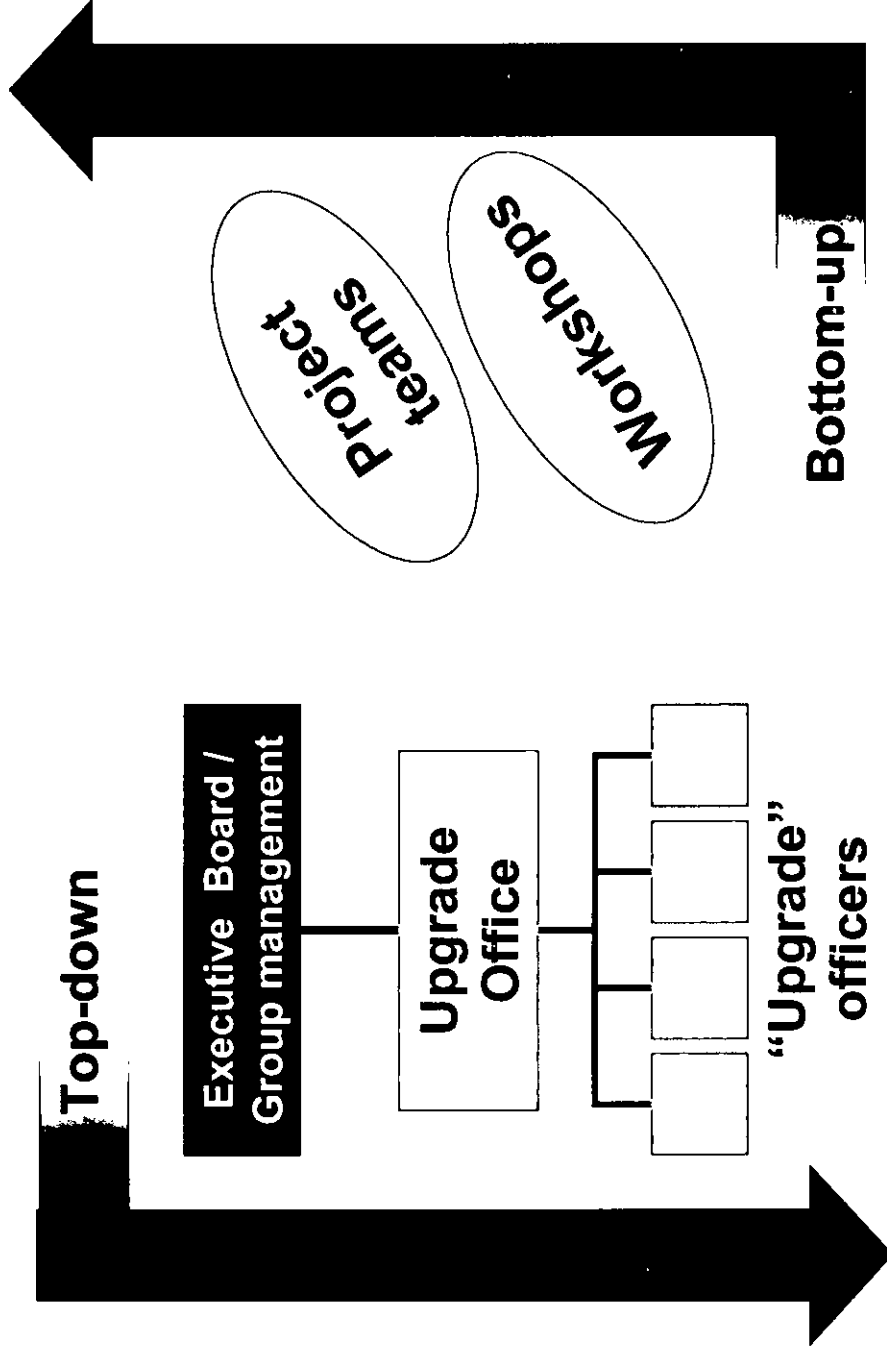 Top-down
Executive Board /
Group management
Upgrade
Office
“Upgrade”
officers
Project
teams
Workshops
Bottom-up